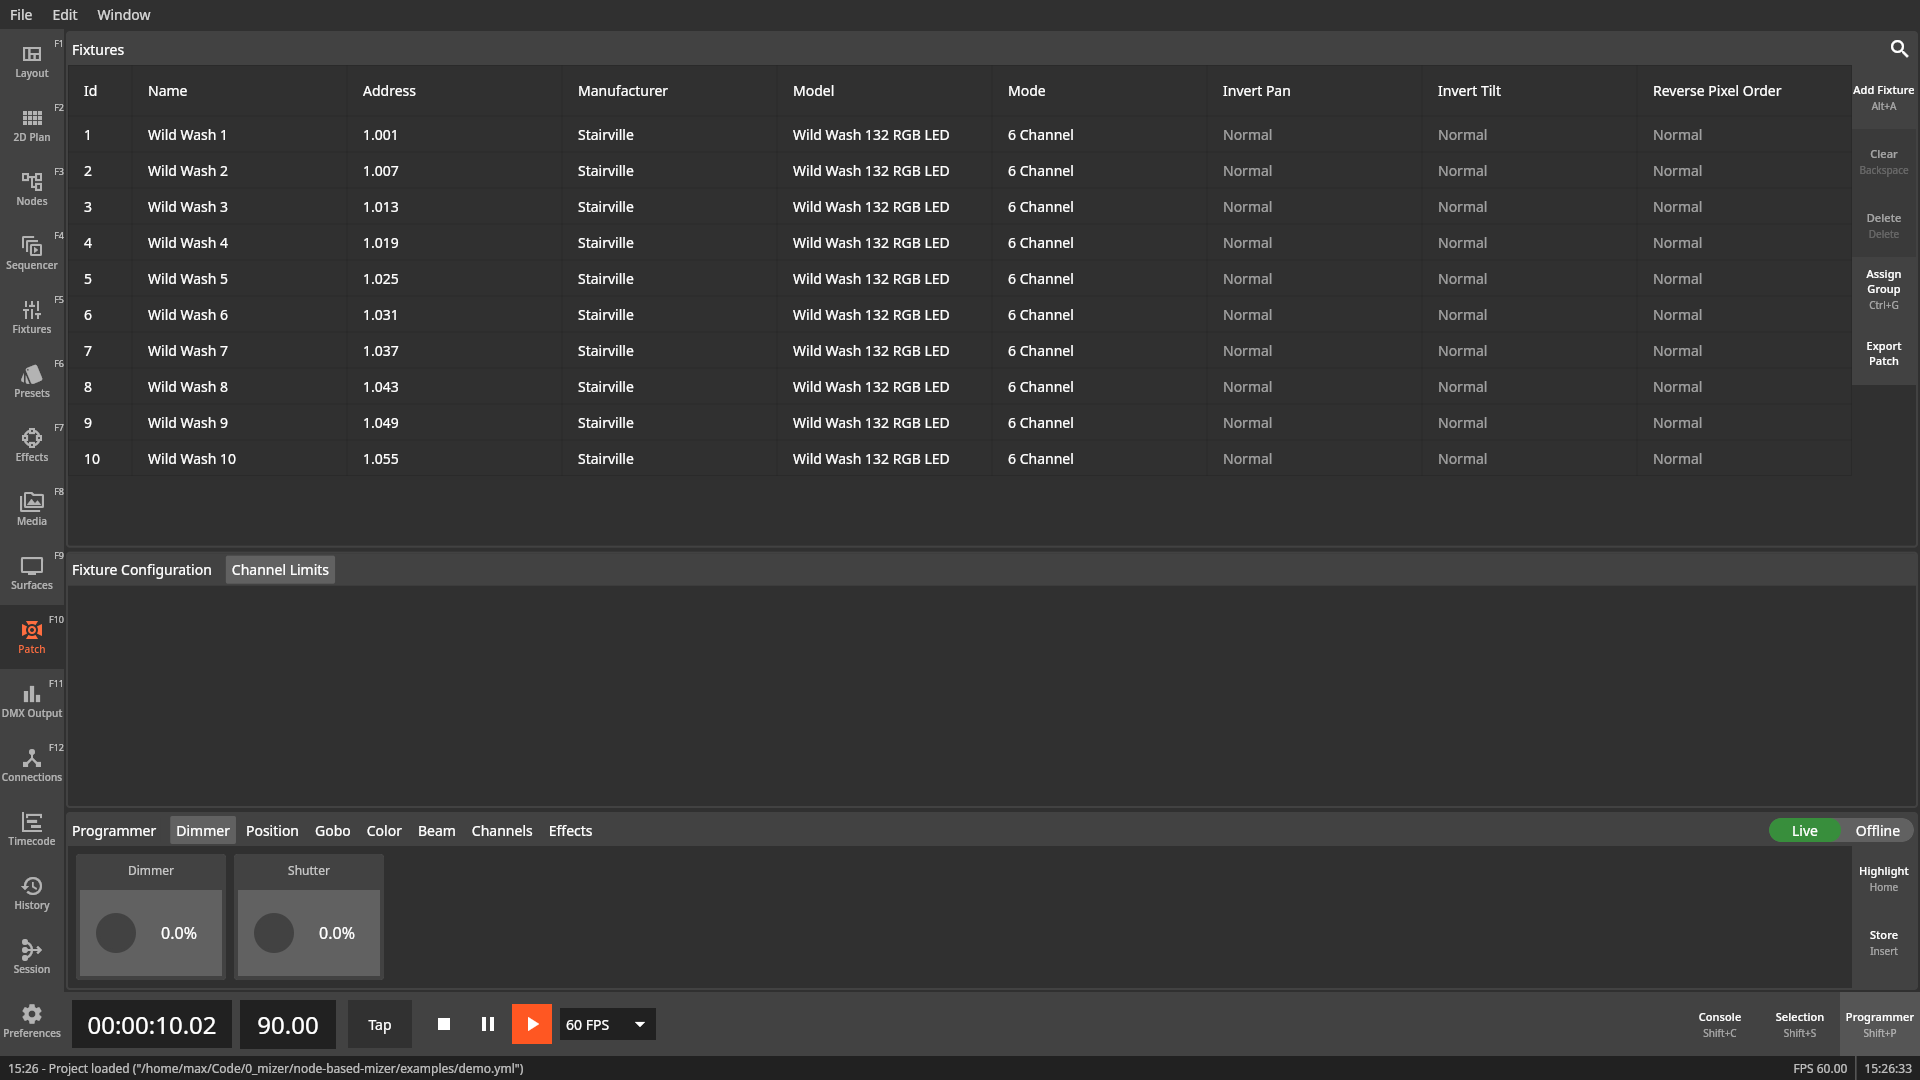 File Edit Window
F1
Layout
F2
2D Plan
F3
Nodes
F4
Sequencer
F5
Fixtures
F6
Presets
F7
Effects
F8
Media
F9
Surfaces
F10
Patch
F11
DMX Output
F12
Connections
Timecode
History
Session
Preferences
Fixtures
Id Name Address Manufacturer Model Mode Invert Pan Invert Tilt Reverse Pixel Order
1 Wild Wash 1 1.001 Stairville Wild Wash 132 RGB LED 6 Channel Normal Normal Normal
2 Wild Wash 2 1.007 Stairville Wild Wash 132 RGB LED 6 Channel Normal Normal Normal
3 Wild Wash 3 1.013 Stairville Wild Wash 132 RGB LED 6 Channel Normal Normal Normal
4 Wild Wash 4 1.019 Stairville Wild Wash 132 RGB LED 6 Channel Normal Normal Normal
5 Wild Wash 5 1.025 Stairville Wild Wash 132 RGB LED 6 Channel Normal Normal Normal
6 Wild Wash 6 1.031 Stairville Wild Wash 132 RGB LED 6 Channel Normal Normal Normal
7 Wild Wash 7 1.037 Stairville Wild Wash 132 RGB LED 6 Channel Normal Normal Normal
8 Wild Wash 8 1.043 Stairville Wild Wash 132 RGB LED 6 Channel Normal Normal Normal
9 Wild Wash 9 1.049 Stairville Wild Wash 132 RGB LED 6 Channel Normal Normal Normal
10 Wild Wash 10 1.055 Stairville Wild Wash 132 RGB LED 6 Channel Normal Normal Normal
Add Fixture
Alt+A
Clear
Backspace
Delete
Delete
Assign
Group
Ctrl+G
Export
Patch
Fixture Configuration Channel Limits
Programmer Dimmer Position Gobo Color Beam Channels Effects
Live Offline
Dimmer
0.0%
Shutter
0.0%
Highlight
Home
Store
Insert
00:00:10.02 90.00 Tap 60 FPS
Console
Shift+C
Selection
Shift+S
Programmer
Shift+P
15:26 - Project loaded ("/home/max/Code/0_mizer/node-based-mizer/examples/demo.yml")
FPS 60.00 15:26:33